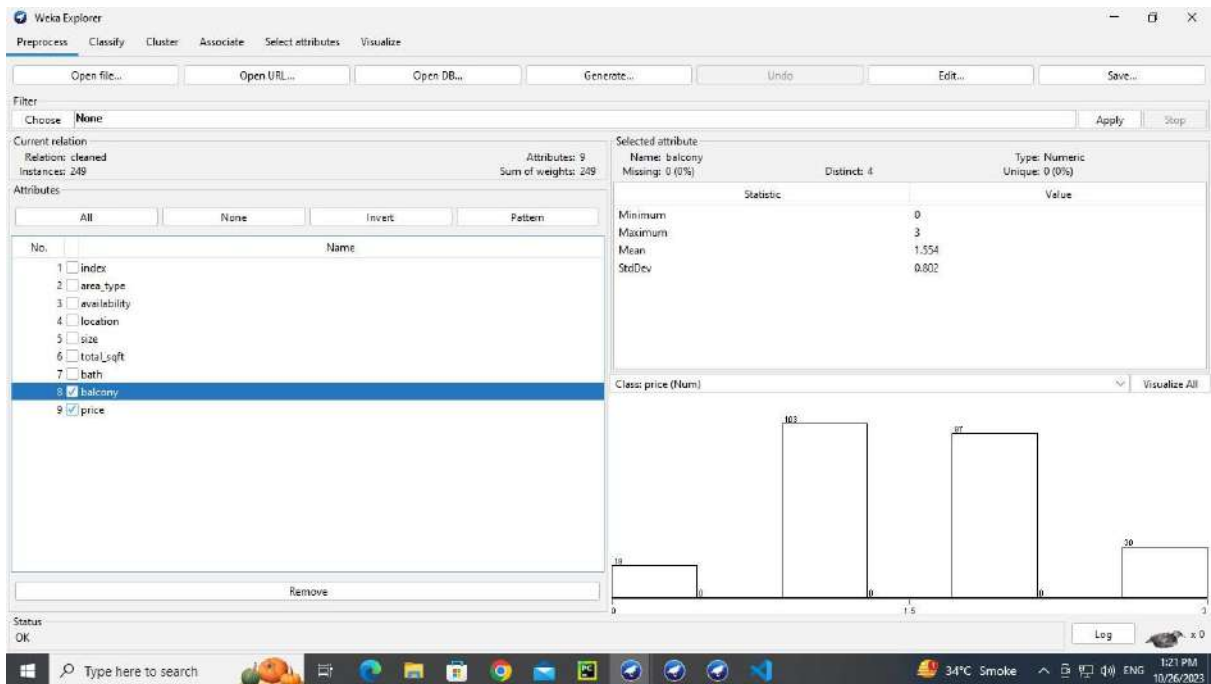 Weka Explorer
Preprocess Classify Cluster Associate Select attributes Visualize
Open file... Open URL... Open DB... Generate... Undo Edit... Save...
Filter
Choose None Apply Stop
Current relation
Relation: cleaned Attributes: 9
Instances: 249 Sum of weights: 249
Attributes
All None Invert Pattern
No. Name
1 index
2 area_type
3 availability
4 location
5 size
6 total_sqft
7 bath
8 balcony
9 price
Remove
Selected attribute
Name: balcony Type: Numeric
Missing: 0 (0%) Distinct: 4 Unique: 0 (0%)
Statistic Value
Minimum 0
Maximum 3
Mean 1.554
StdDev 0.802
Class: price (Num) Visualize All
103
97
30
19
0 0 0
0 1.5 3
Status
OK
Log x 0
Type here to search
34°C Smoke ENG 1:21 PM
10/26/2023